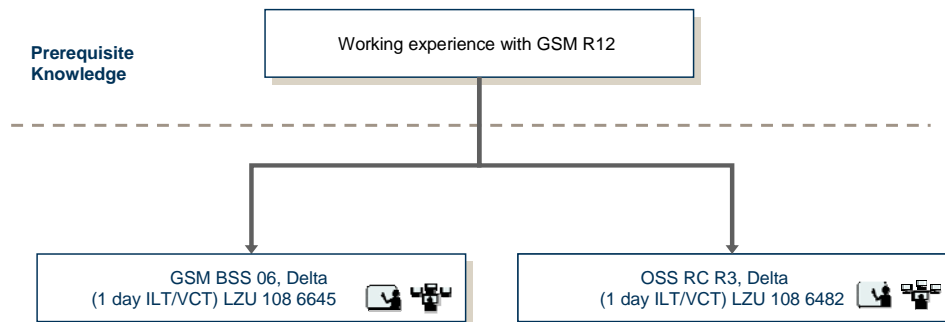 Working experience with GSM R12
Prerequisite
Knowledge
GSM BSS 06, Delta
(1 day ILT/VCT) LZU 108 6645
OSS RC R3, Delta
(1 day ILT/VCT) LZU 108 6482